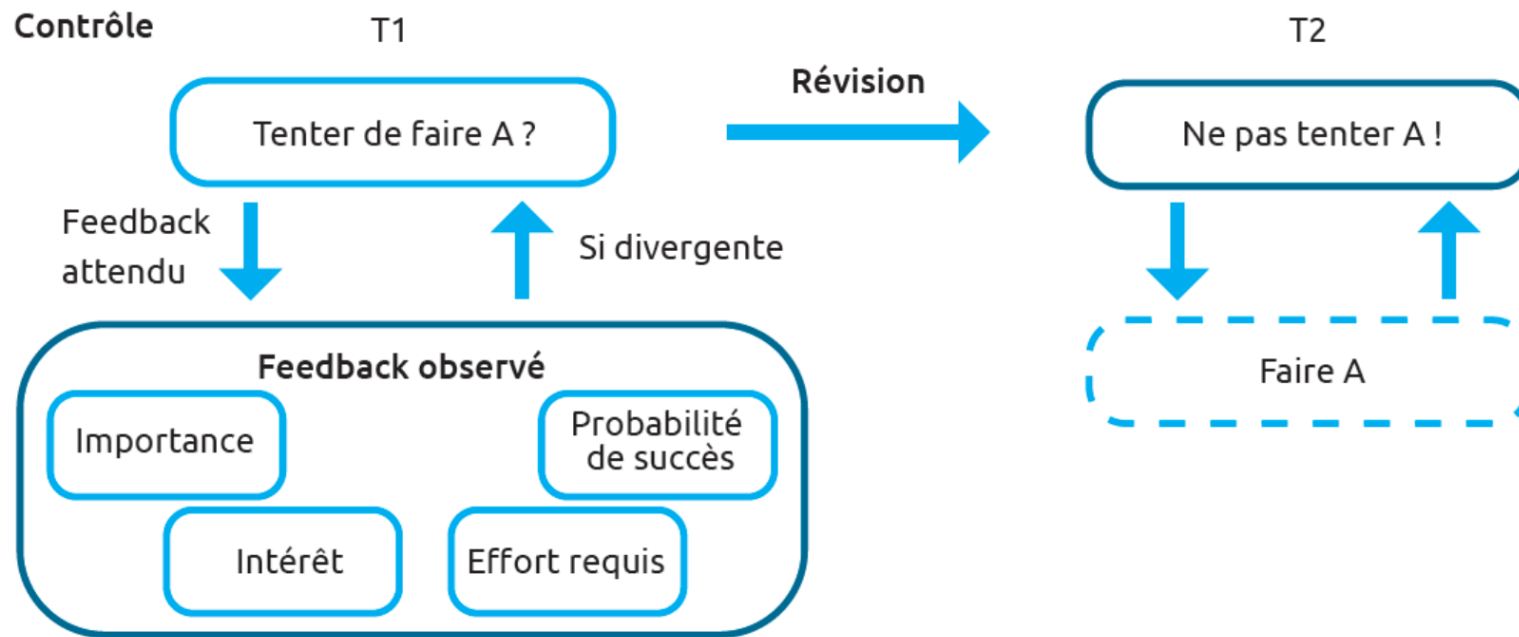 Contrôle
T1
T2
Révision
Tenter de faire A ?
Ne pas tenter A !
Feedback
attendu
Si divergente
Feedback observé
Faire A
Importance
Probabilité
de succès
Intérêt
Effort requis